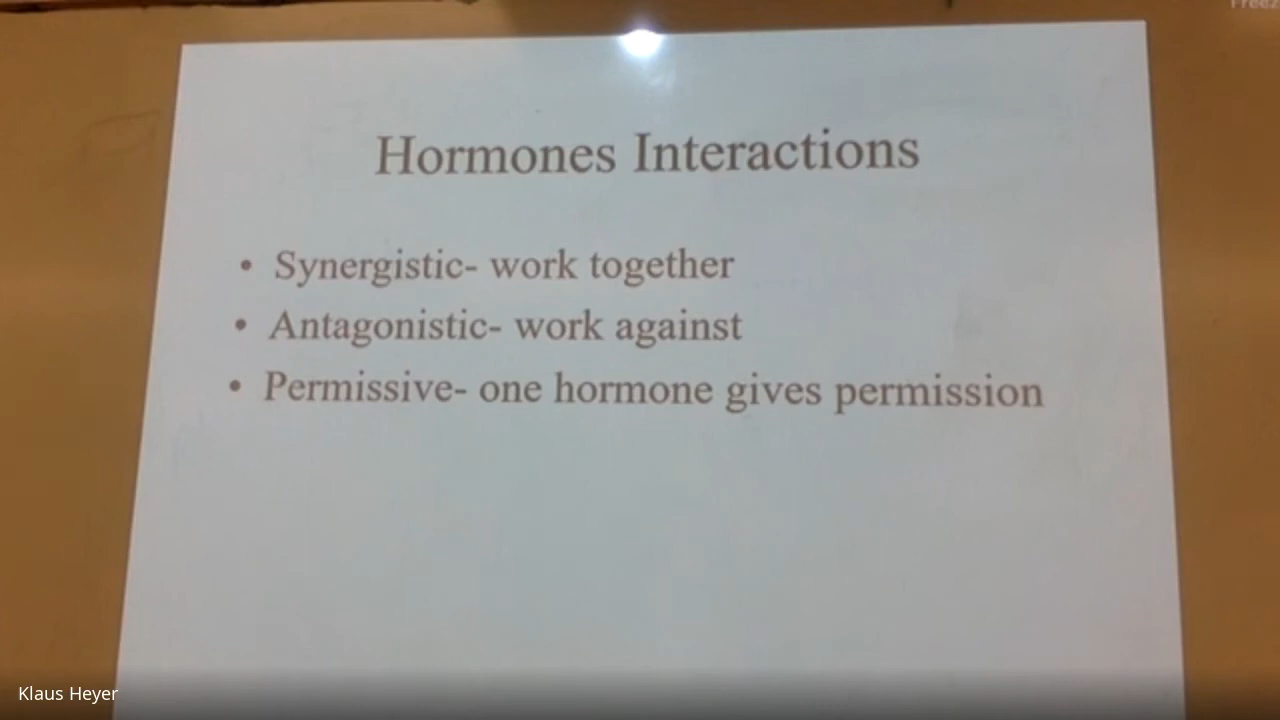 Hormones Interactions
• Synergistic- work together
• Antagonistic- work against
• Permissive- one hormone gives permission
Klaus Heyer